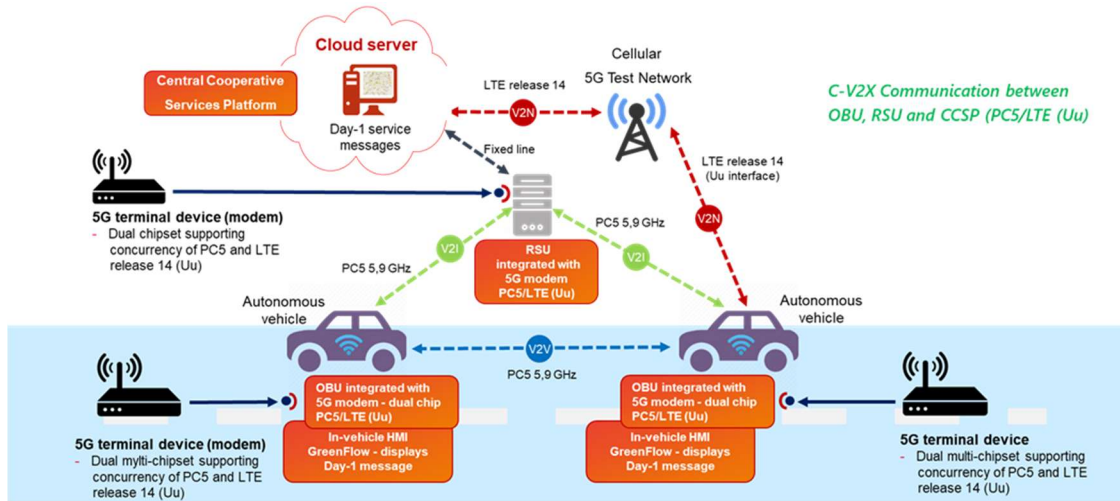 Cloud server
Central Cooperative
Services Platform
Day-1 service
messages
LTE release 14
V2N
Cellular
5G Test Network
C-V2X Communication between
OBU, RSU and CCSP (PC5/LTE (Uu)
Fixed line
LTE release 14
(Uu interface)
V2N
5G terminal device (modem)
- Dual chipset supporting
concurrency of PC5 and LTE
release 14 (Uu)
PC5 5,9 GHz
V2I
RSU
integrated with
5G modem
PC5/LTE (Uu)
PC5 5,9 GHz
V2I
Autonomous
vehicle
Autonomous
vehicle
V2V
PC5 5,9 GHz
OBU integrated with
5G modem - dual chip
PC5/LTE (Uu)
In-vehicle HMI
GreenFlow - displays
Day-1 message
OBU integrated with
5G modem - dual chip
PC5/LTE (Uu)
In-vehicle HMI
GreenFlow - displays
Day-1 message
5G terminal device (modem)
- Dual mylti-chipset supporting
concurrency of PC5 and LTE
release 14 (Uu)
5G terminal device
- Dual multi-chipset supporting
concurrency of PC5 and LTE
release 14 (Uu)